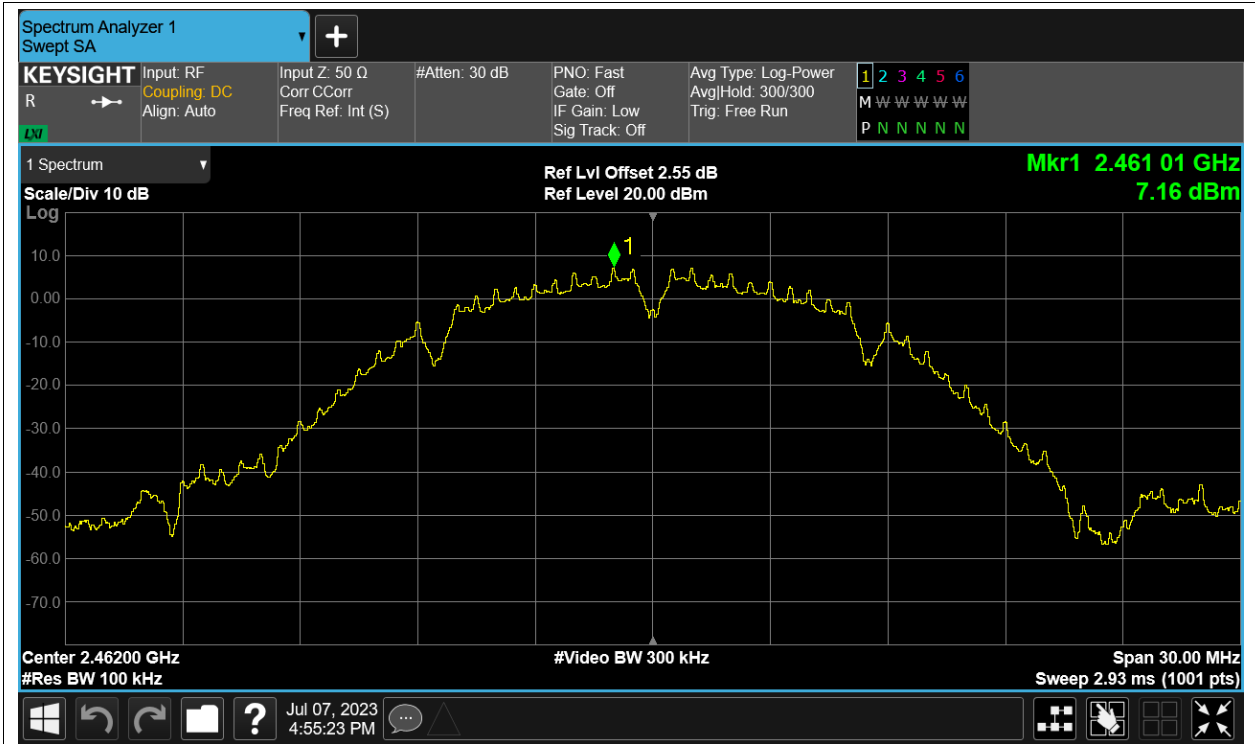 Spectrum Analyzer 1
Swept SA
KEYSIGHT
R
LXI
Input: RF
Coupling: DC
Align: Auto
Input Z: 50 Ω
Corr CCorr
Freq Ref: Int (S)
#Atten: 30 dB
PNO: Fast
Gate: Off
IF Gain: Low
Sig Track: Off
Avg Type: Log-Power
Avg|Hold: 300/300
Trig: Free Run
1 2 3 4 5 6
M W W W W W
P N N N N N
1 Spectrum
Scale/Div 10 dB
Log
Ref Lvl Offset 2.55 dB
Ref Level 20.00 dBm
Mkr1 2.461 01 GHz
7.16 dBm
1
10.0
0.00
-10.0
-20.0
-30.0
-40.0
-50.0
-60.0
-70.0
Center 2.46200 GHz
#Res BW 100 kHz
#Video BW 300 kHz
Span 30.00 MHz
Sweep 2.93 ms (1001 pts)
?
Jul 07, 2023
4:55:23 PM